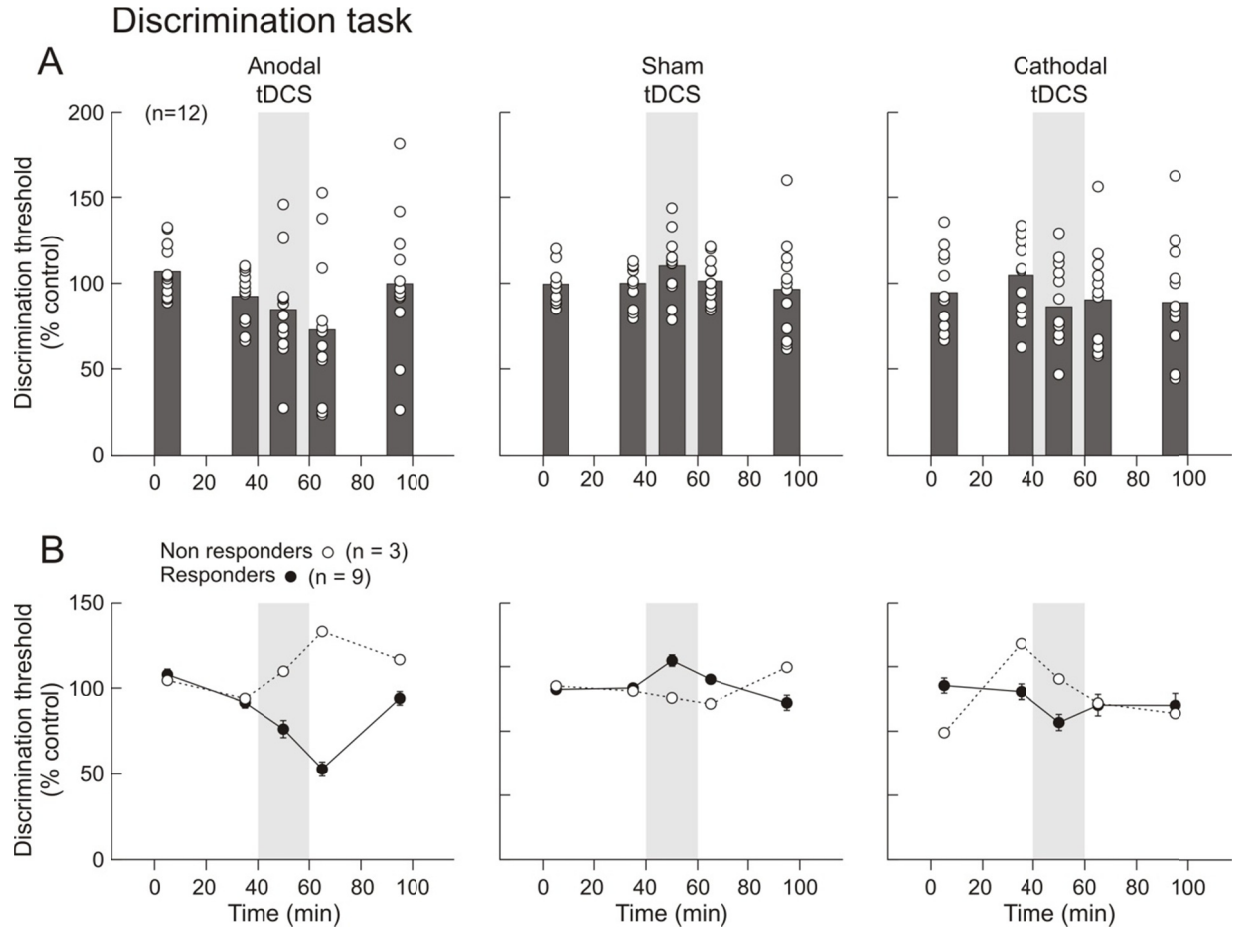 Discrimination task
A
Anodal
tDCS
Sham
tDCS
Cathodal
tDCS
(n=12)
Discrimination threshold
(% control)
200
150
100
50
0
0 20 40 60 80 100
0 20 40 60 80 100
0 20 40 60 80 100
B
Non responders (n = 3)
Responders (n = 9)
Discrimination threshold
(% control)
150
100
50
0
0 20 40 60 80 100
0 20 40 60 80 100
0 20 40 60 80 100
Time (min)
Time (min)
Time (min)